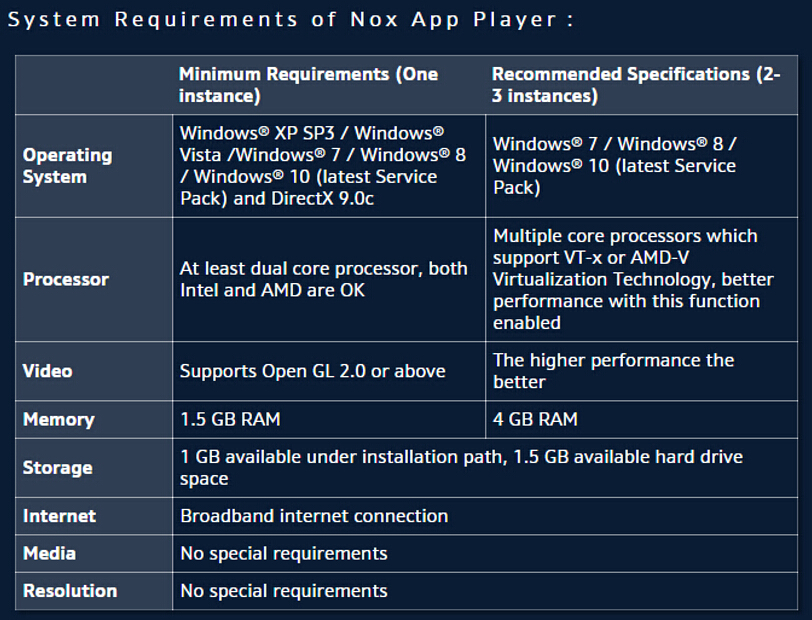 System Requirements of Nox App Player :
Minimum Requirements (One
instance)
Recommended Specifications (2-
3 instances)
Operating
System
Windows® XP SP3 / Windows®
Vista /Windows® 7 / Windows® 8
/ Windows® 10 (latest Service
Pack) and DirectX 9.0c
Windows® 7 / Windows® 8 /
Windows® 10 (latest Service
Pack)
Processor
At least dual core processor, both
Intel and AMD are OK
Multiple core processors which
support VT-x or AMD-V
Virtualization Technology, better
performance with this function
enabled
Video
Supports Open GL 2.0 or above
The higher performance the
better
Memory
1.5 GB RAM
4 GB RAM
Storage
1 GB available under installation path, 1.5 GB available hard drive
space
Internet
Broadband internet connection
Media
No special requirements
Resolution
No special requirements